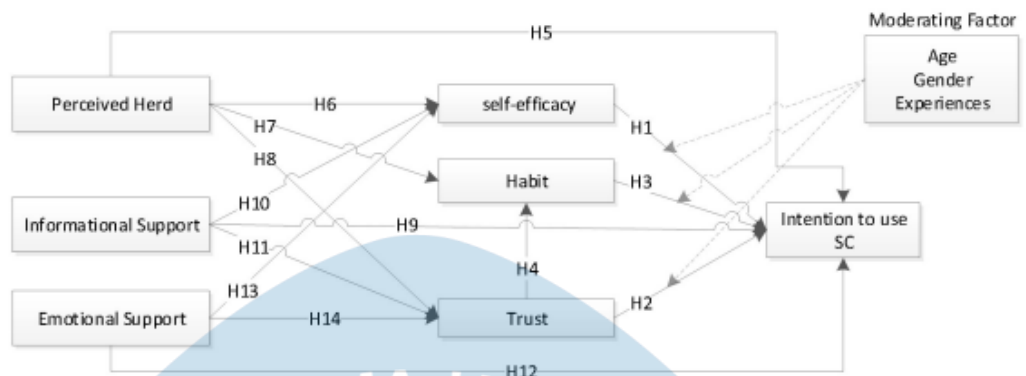 Moderating Factor
H5
Age
Gender
Experiences
Perceived Herd
H6
self-efficacy
H7
H1
H8
Habit
H3
H10
Informational Support
H9
Intention to use
SC
H11
H4
H13
H2
Emotional Support
H14
Trust
H12